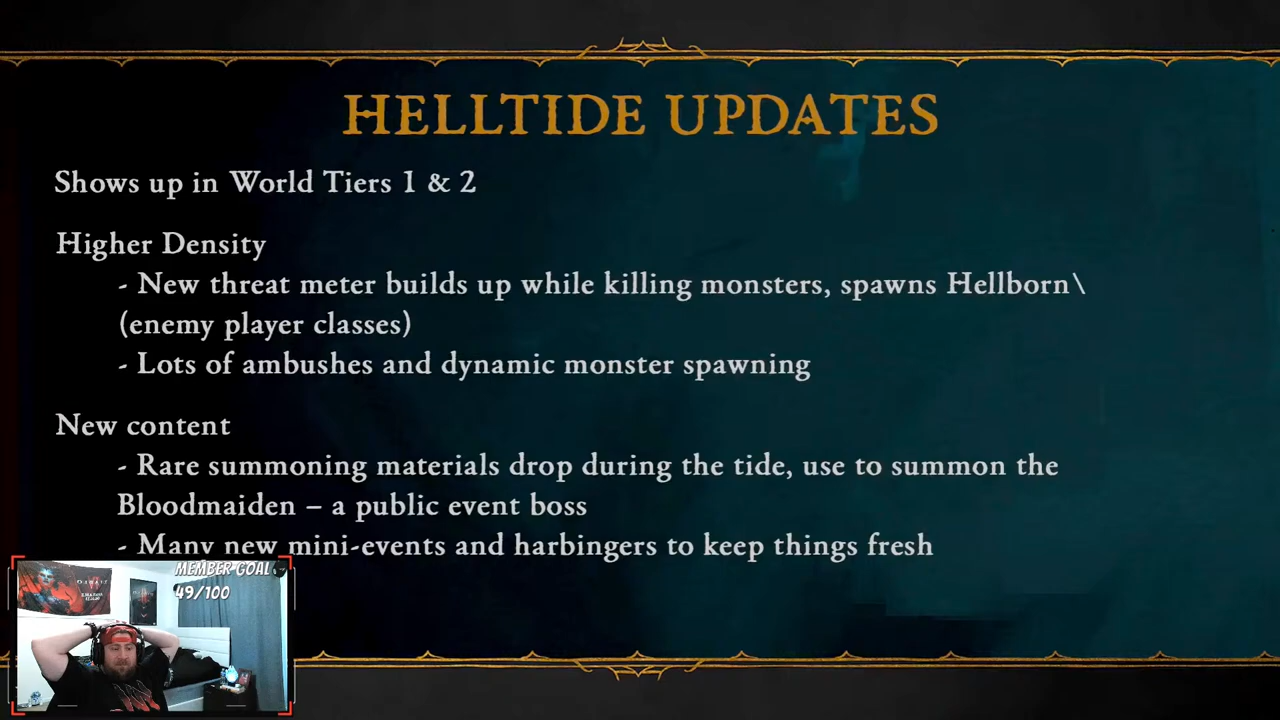 HELLTIDE UPDATES
Shows up in World Tiers 1 & 2
Higher Density
- New threat meter builds up while killing monsters, spawns Hellborn\
(enemy player classes)
- Lots of ambushes and dynamic monster spawning
New content
- Rare summoning materials drop during the tide, use to summon the
Bloodmaiden – a public event boss
- Many new mini-events and harbingers to keep things fresh
MEMBER GOAL
49/100